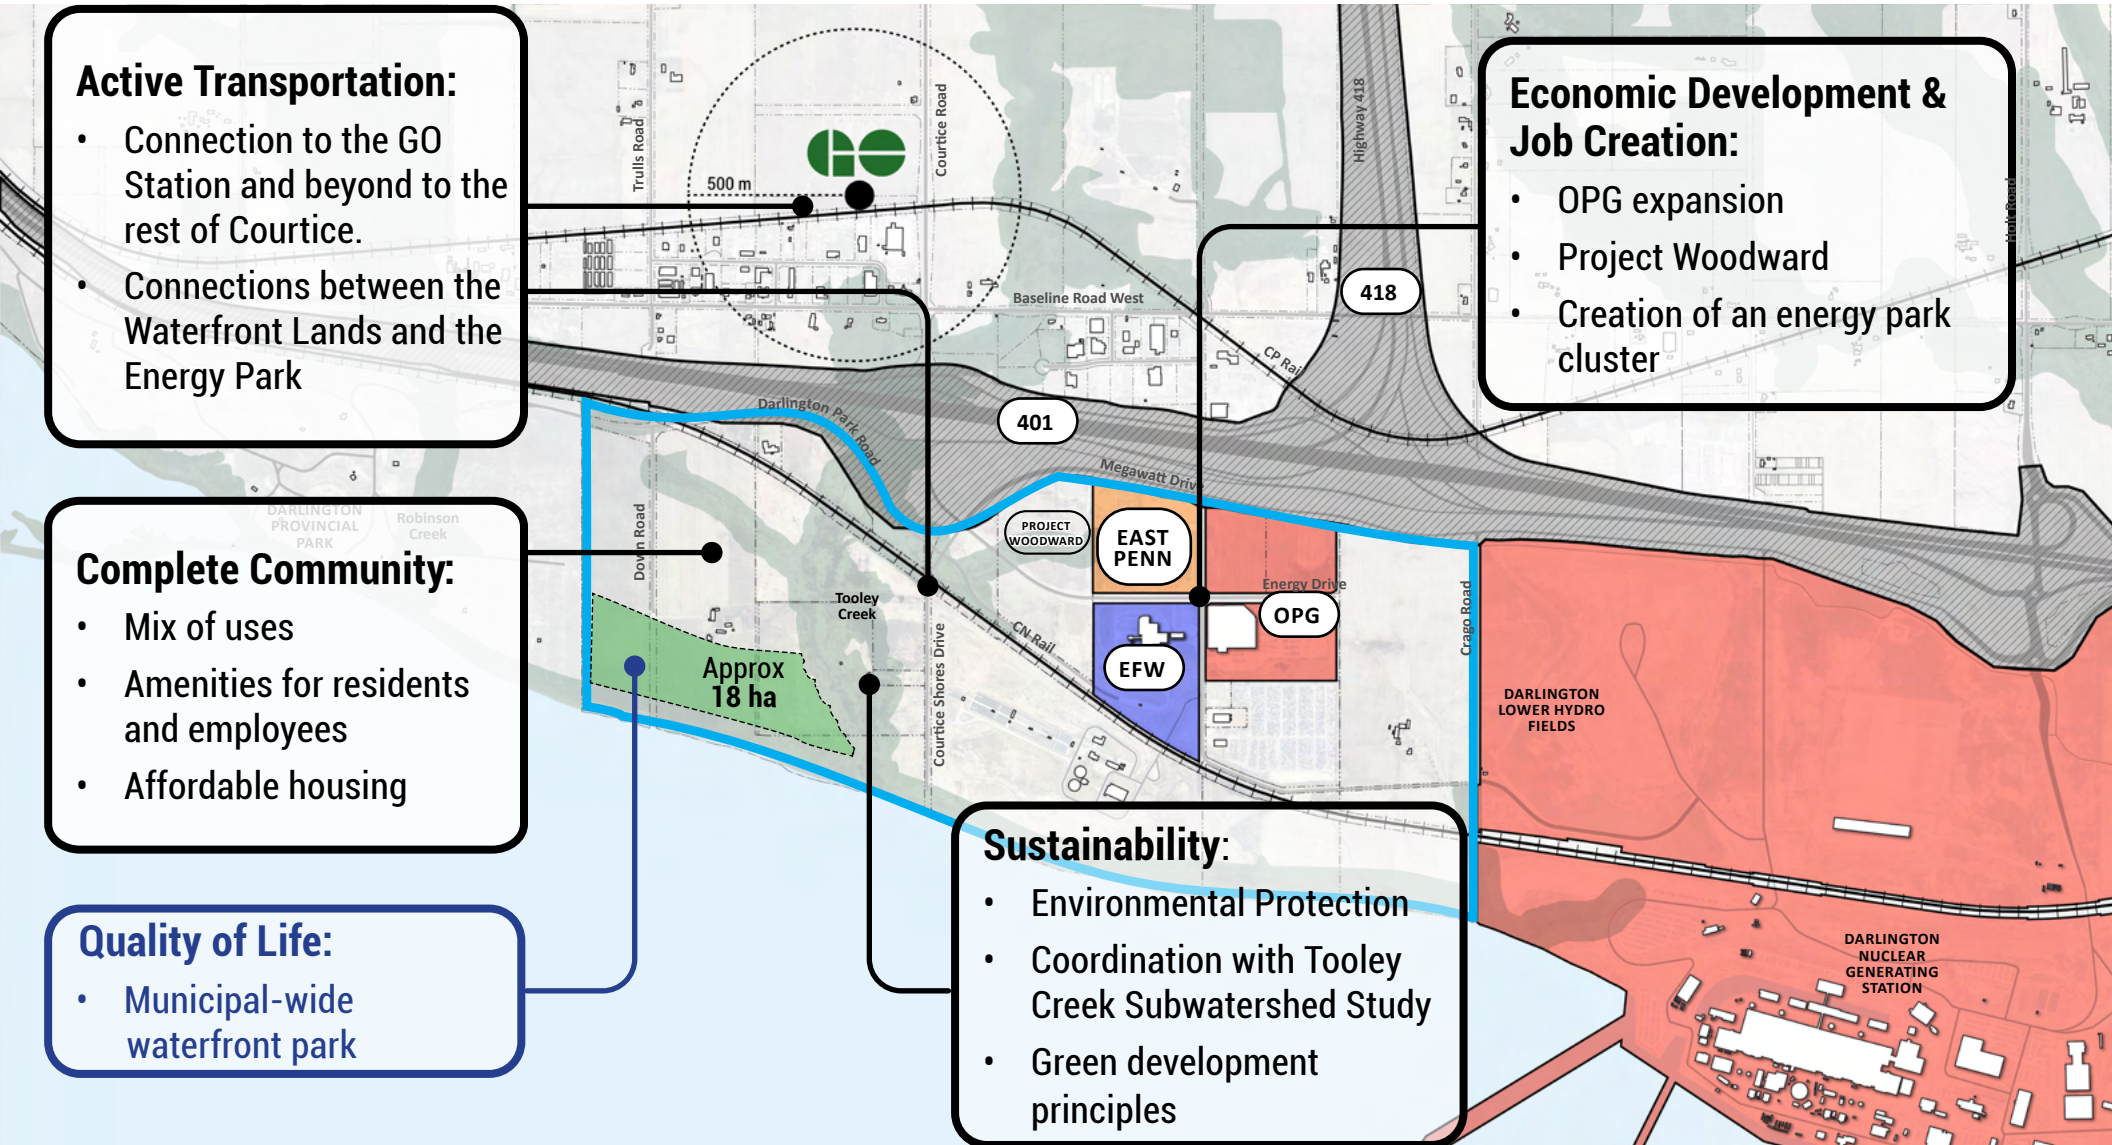 Active Transportation:
• Connection to the GO
Station and beyond to the
rest of Courtice.
• Connections between the
Waterfront Lands and the
Energy Park
Complete Community:
• Mix of uses
• Amenities for residents
and employees
• Affordable housing
Quality of Life:
• Municipal-wide
waterfront park
Economic Development &
Job Creation:
• OPG expansion
• Project Woodward
• Creation of an energy park
cluster
Sustainability:
• Environmental Protection
• Coordination with Tooley
Creek Subwatershed Study
• Green development
principles
Trulls Road
GO
500 m
Courtice Road
Highway 418
Holt Road
418
Baseline Road West
CP Rail
401
Darlington Park Road
Megawatt Drive
DARLINGTON
PROVINCIAL
PARK
Robinson
Creek
Down Road
Tooley
Creek
Approx
18 ha
Courtice Shores Drive
CN Rail
PROJECT
WOODWARD
EAST
PENN
Energy Drive
OPG
EFW
Crago Road
DARLINGTON
LOWER HYDRO
FIELDS
DARLINGTON
NUCLEAR
GENERATING
STATION